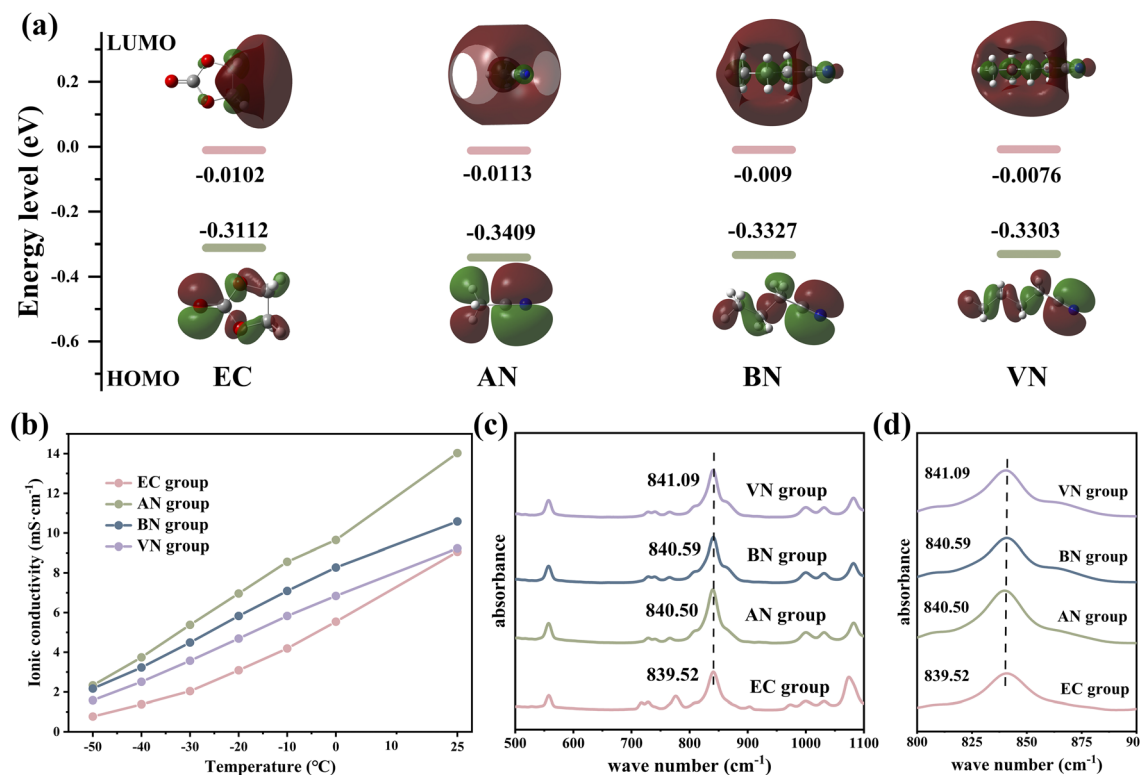 (a)
LUMO
Energy level (eV)
0.2
0.0
-0.2
-0.4
-0.6
-0.0102
-0.0113
-0.009
-0.0076
-0.3112
-0.3409
-0.3327
-0.3303
HOMO
EC
AN
BN
VN
(b)
Ionic conductivity (mS·cm⁻¹)
14
12
10
8
6
4
2
0
EC group
AN group
BN group
VN group
-50 -40 -30 -20 -10 0 10 25
Temperature (°C)
(c)
absorbance
841.09
VN group
840.59
BN group
840.50
AN group
839.52
EC group
500 600 700 800 900 1000 1100
wave number (cm⁻¹)
(d)
absorbance
841.09
VN group
840.59
BN group
840.50
AN group
839.52
EC group
800 825 850 875 90
wave number (cm⁻¹)